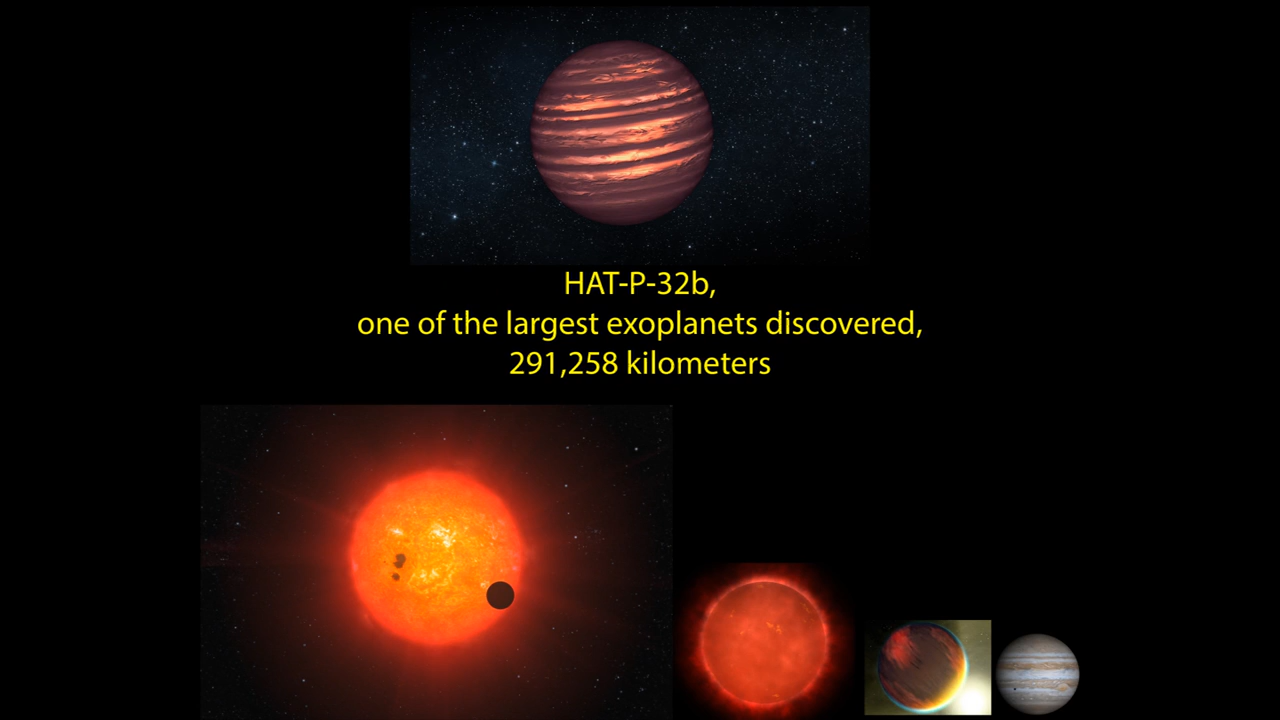 HAT-P-32b,
one of the largest exoplanets discovered,
291,258 kilometers